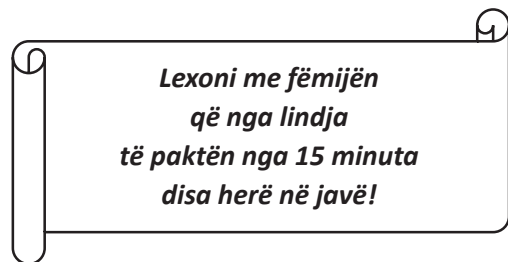 Lexoni me fëmijën
që nga lindja
të paktën nga 15 minuta
disa herë në javë!